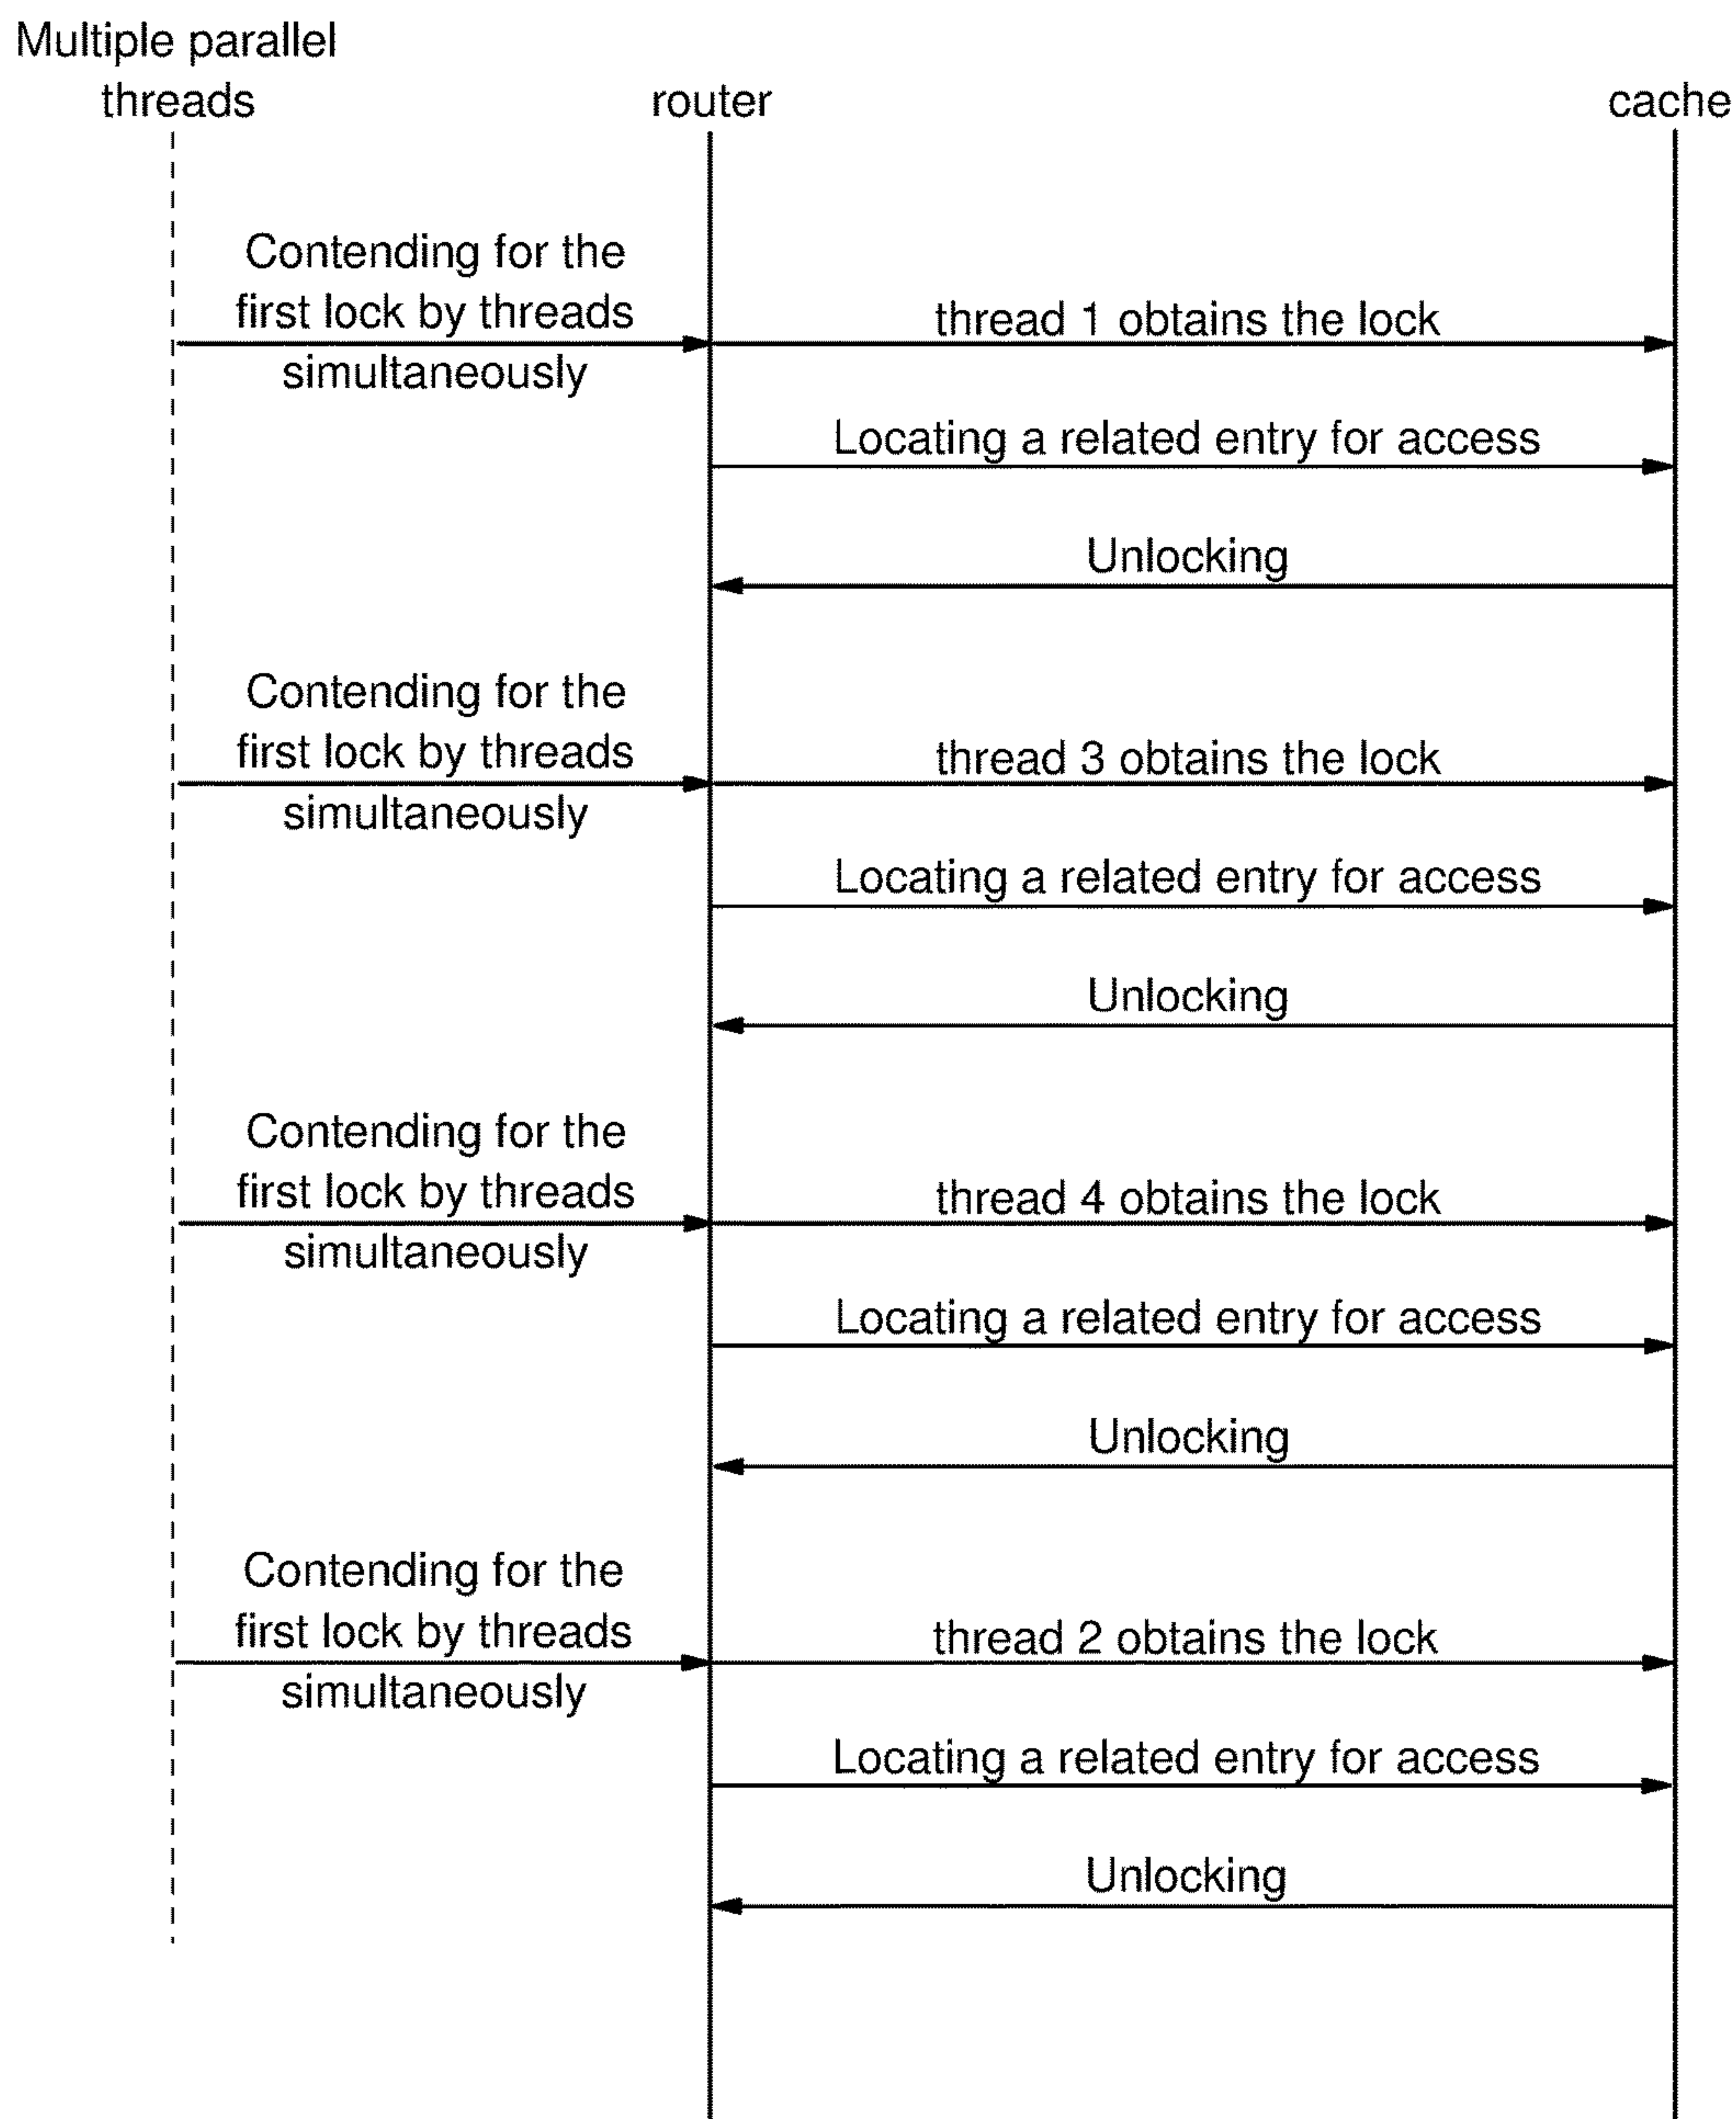 Multiple parallel
threads
router
cache
Contending for the
first lock by threads
simultaneously
thread 1 obtains the lock
Locating a related entry for access
Unlocking
Contending for the
first lock by threads
simultaneously
thread 3 obtains the lock
Locating a related entry for access
Unlocking
Contending for the
first lock by threads
simultaneously
thread 4 obtains the lock
Locating a related entry for access
Unlocking
Contending for the
first lock by threads
simultaneously
thread 2 obtains the lock
Locating a related entry for access
Unlocking